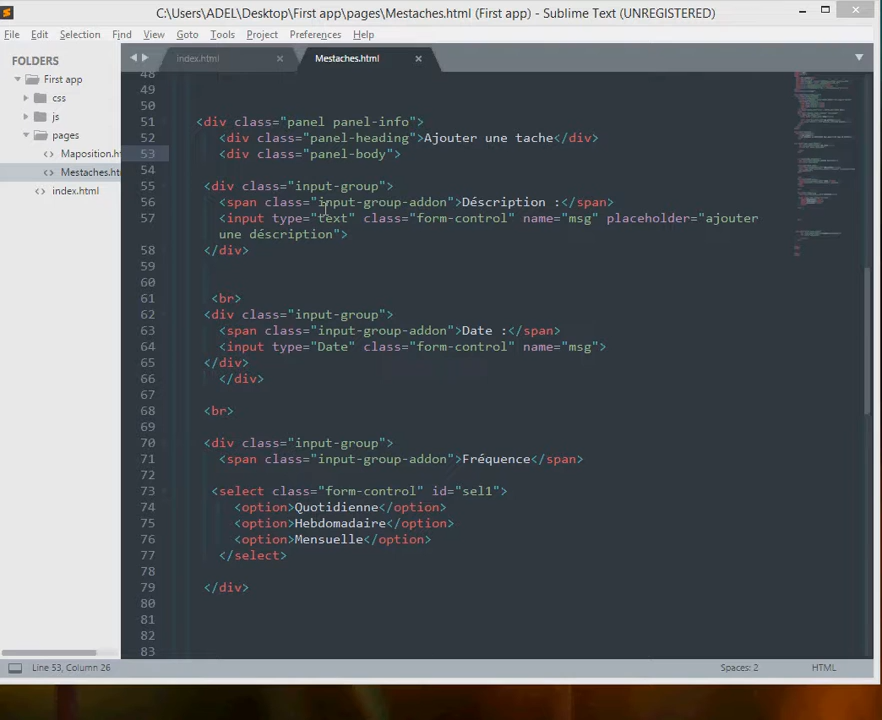 C:\Users\ADEL\Desktop\First app\pages\Mestaches.html (First app) - Sublime Text (UNREGISTERED)
File Edit Selection Find View Goto Tools Project Preferences Help
FOLDERS
First app
css
js
pages
Maposition.ht
Mestaches.ht
index.html
index.html
Mestaches.html
48
49
50
51 <div class="panel panel-info">
52 <div class="panel-heading">Ajouter une tache</div>
53 <div class="panel-body">
54
55 <div class="input-group">
56 <span class="input-group-addon">Déscription :</span>
57 <input type="text" class="form-control" name="msg" placeholder="ajouter
une déscription">
58 </div>
59
60
61 <br>
62 <div class="input-group">
63 <span class="input-group-addon">Date :</span>
64 <input type="Date" class="form-control" name="msg">
65 </div>
66 </div>
67
68 <br>
69
70 <div class="input-group">
71 <span class="input-group-addon">Fréquence</span>
72
73 <select class="form-control" id="sel1">
74 <option>Quotidienne</option>
75 <option>Hebdomadaire</option>
76 <option>Mensuelle</option>
77 </select>
78
79 </div>
80
81
82
83
Line 53, Column 26
Spaces: 2
HTML